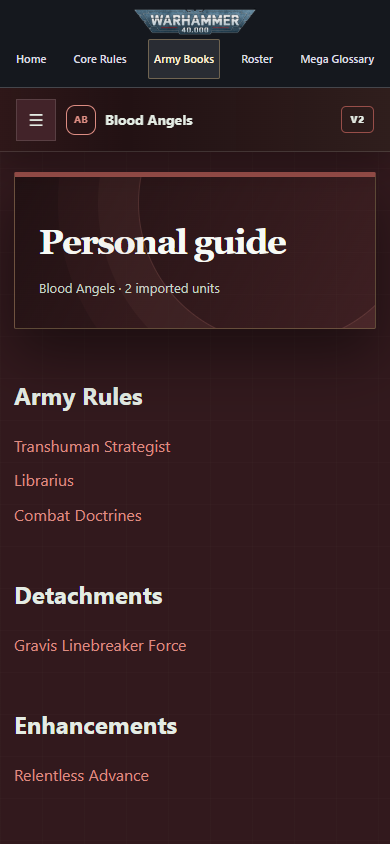 WARHAMMER
40,000
Home
Core Rules
Army Books
Roster
Mega Glossary
AB
Blood Angels
V2
Personal guide
Blood Angels · 2 imported units
Army Rules
Transhuman Strategist
Librarius
Combat Doctrines
Detachments
Gravis Linebreaker Force
Enhancements
Relentless Advance